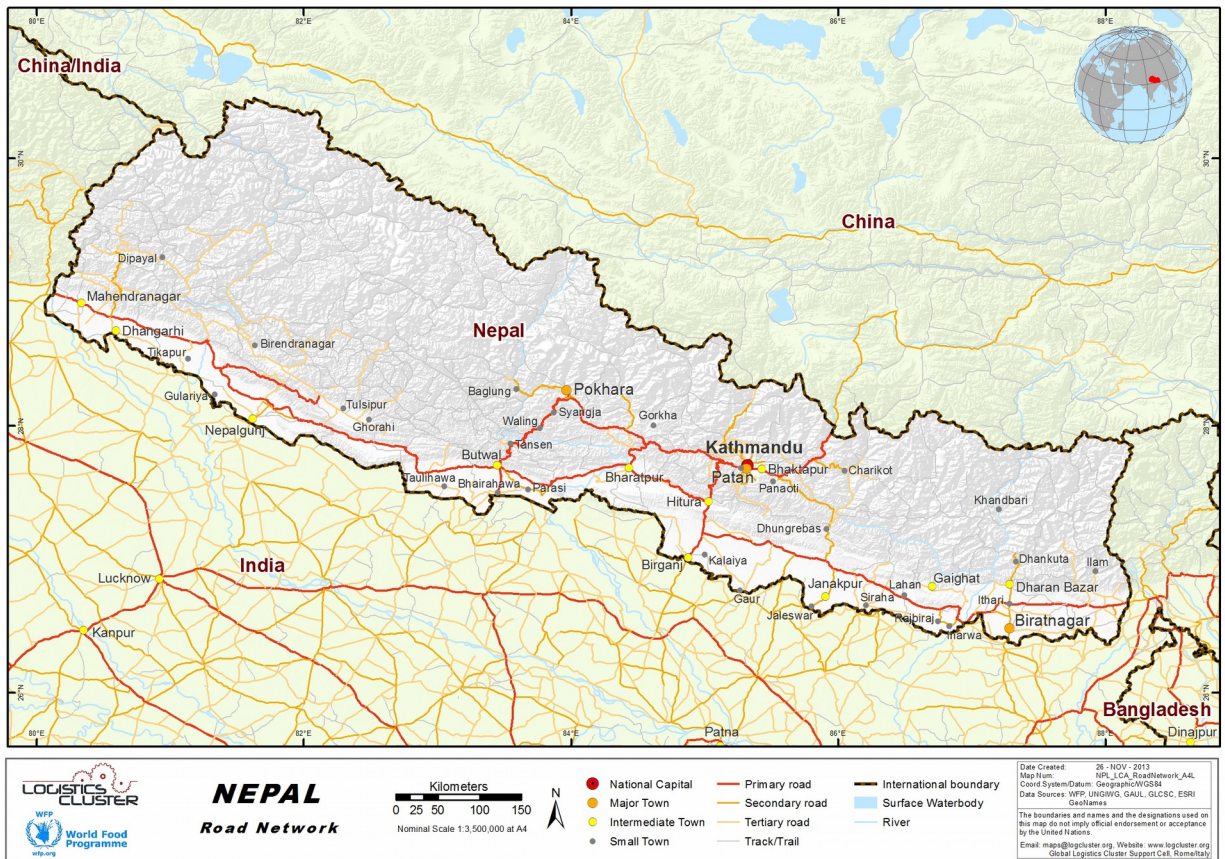 80°E
82°E
84°E
86°E
88°E
China/India
30°N
30°N
China
Dipayal
Mahendranagar
Nepal
Dhangarhi
Birendranagar
Tikapur
Baglung
Pokhara
Gulariya
Tulsipur
Syangja
Waling
Gorkha
28°N
28°N
Nepalgunj
Ghorahi
Tansen
Kathmandu
Butwal
Patan
Bhaktapur
Charikot
Taulihawa
Bhairahawa
Parasi
Bharatpur
Panaoti
Hitura
Khandbari
Dhungrebas
India
Birganj
Kalaiya
Dhankuta
Ilam
Lucknow
Janakpur
Lahan
Gaighat
Dharan Bazar
Gaur
Siraha
Ithari
Jaleswar
Rajbiraj
Biratnagar
Inarwa
Kanpur
26°N
26°N
Bangladesh
Patna
Dinajpur
80°E
82°E
84°E
86°E
88°E
LOGISTICS
CLUSTER
WFP
World Food
Programme
wfp.org
NEPAL
Road Network
Kilometers
0 25 50 100 150
Nominal Scale 1:3,500,000 at A4
N
National Capital
Major Town
Intermediate Town
Small Town
Primary road
Secondary road
Tertiary road
Track/Trail
International boundary
Surface Waterbody
River
Date Created: 26 - NOV - 2013
Map Num: NPL_LCA_RoadNetwork_A4L
Coord.System/Datum: Geographic/WGS84
Data Sources: WFP, UNGIWG, GAUL, GLCSC, ESRI
GeoNames
The boundaries and names and the designations used on
this map do not imply official endorsement or acceptance
by the United Nations.
Email: maps@logcluster.org, Website: www.logcluster.org
Global Logistics Cluster Support Cell, Rome/Italy